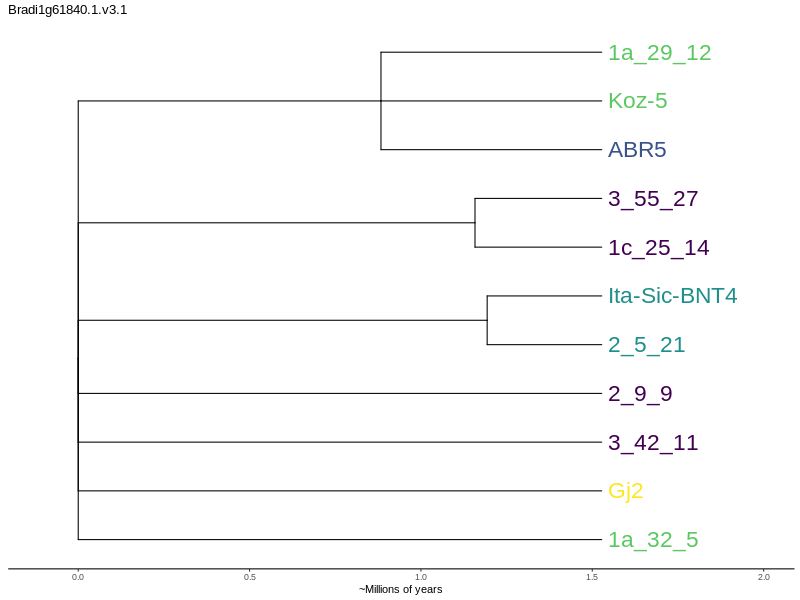 Bradi1g61840.1.v3.1
1a_29_12
Koz-5
ABR5
3_55_27
1c_25_14
Ita-Sic-BNT4
2_5_21
2_9_9
3_42_11
Gj2
1a_32_5
0.0 0.5 1.0 1.5 2.0
~Millions of years